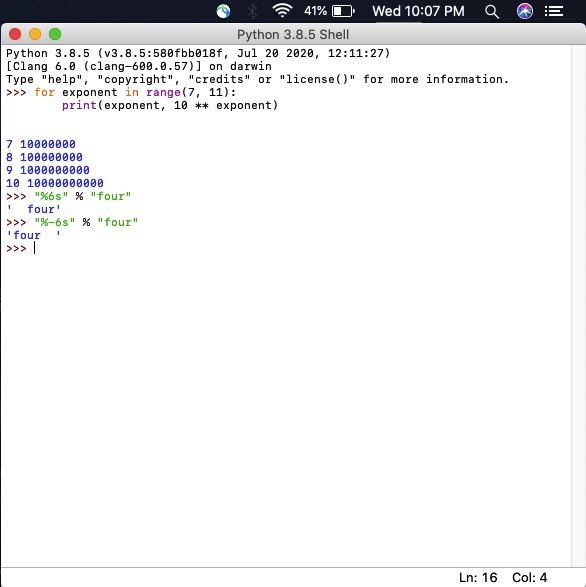 41% Wed 10:07 PM
Python 3.8.5 Shell
Python 3.8.5 (v3.8.5:580fbb018f, Jul 20 2020, 12:11:27)
[Clang 6.0 (clang-600.0.57)] on darwin
Type "help", "copyright", "credits" or "license()" for more information.
>>> for exponent in range(7, 11):
        print(exponent, 10 ** exponent)
7 10000000
8 100000000
9 1000000000
10 10000000000
>>> "%6s" % "four"
'  four'
>>> "%-6s" % "four"
'four  '
>>>
Ln: 16 Col: 4